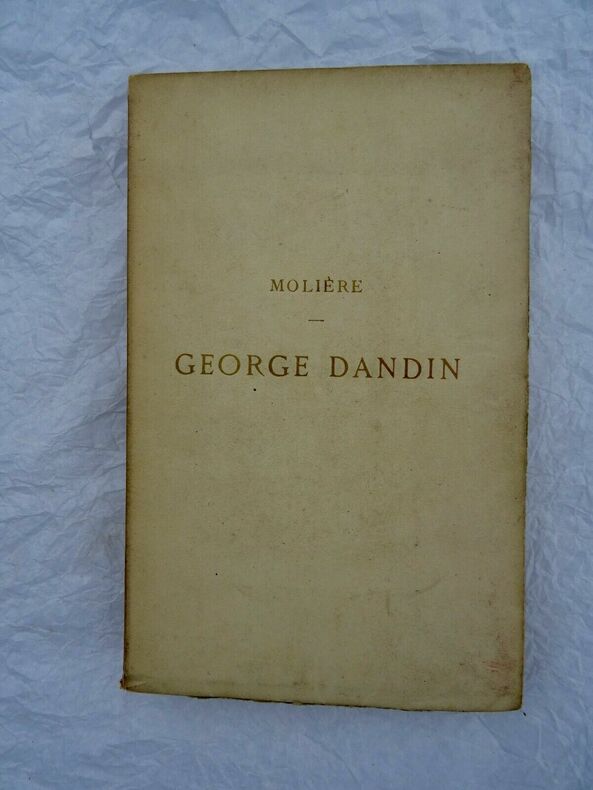 MOLIÈRE
—
GEORGE DANDIN